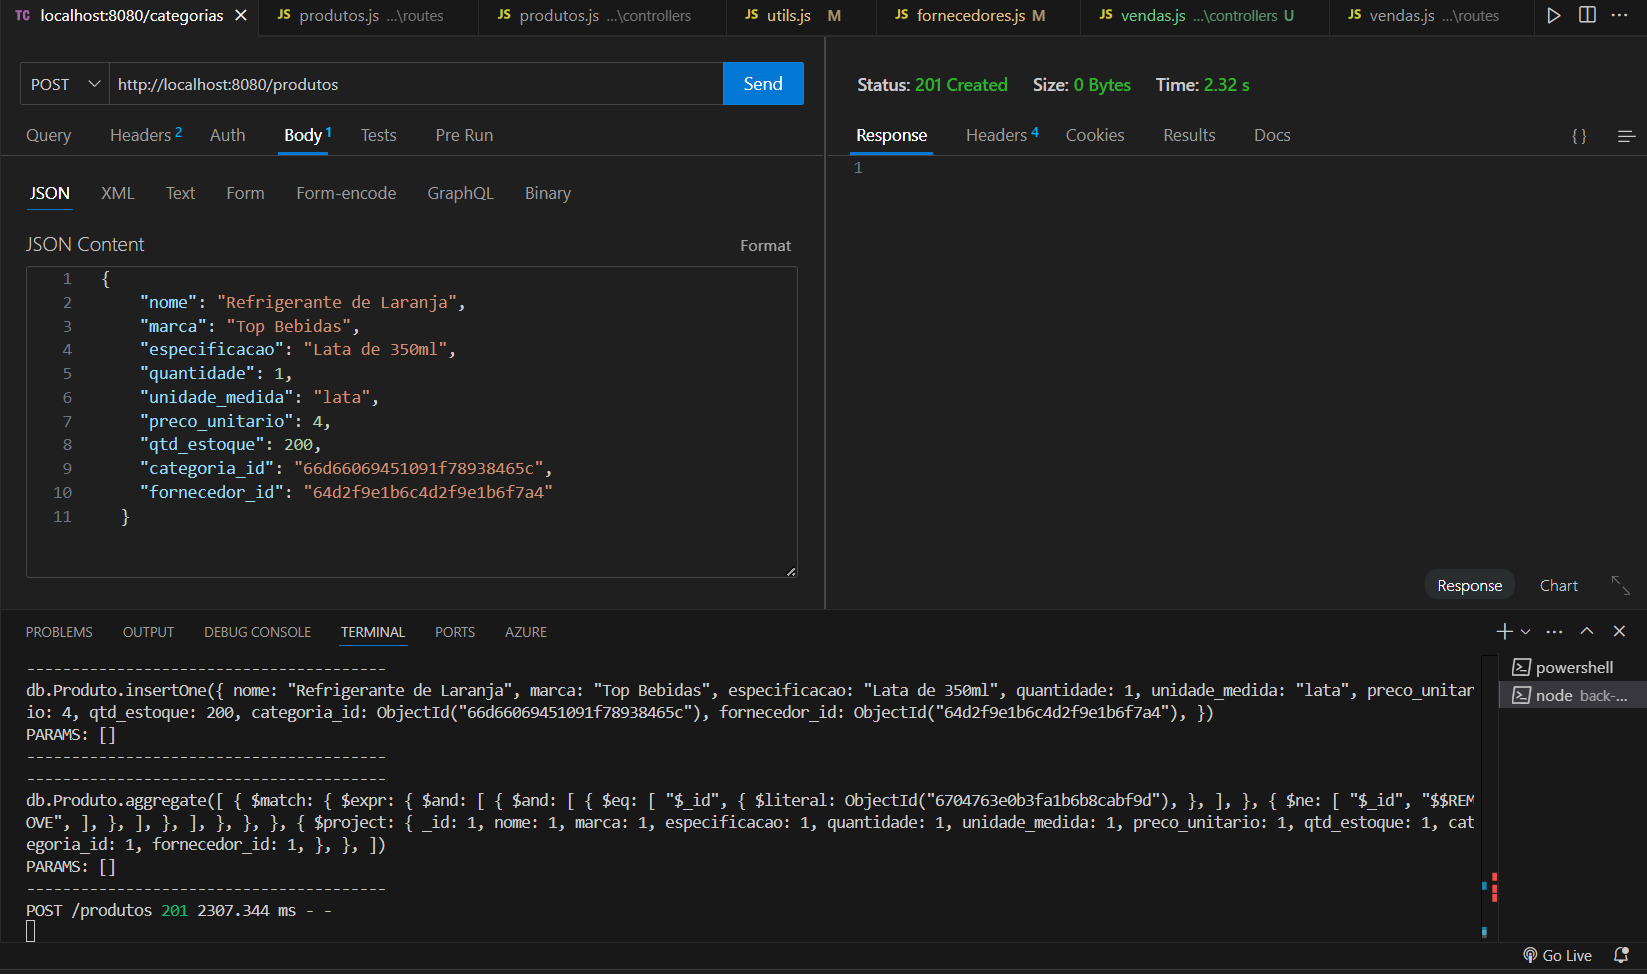 TC localhost:8080/categorias JS produtos.js ...\routes JS produtos.js ...\controllers JS utils.js M JS fornecedores.js M JS vendas.js ...\controllers U JS vendas.js ...\routes
POST http://localhost:8080/produtos Send
Status: 201 Created Size: 0 Bytes Time: 2.32 s
Query Headers 2 Auth Body 1 Tests Pre Run
Response Headers 4 Cookies Results Docs { }
1
JSON XML Text Form Form-encode GraphQL Binary
JSON Content Format
1 {
2 "nome": "Refrigerante de Laranja",
3 "marca": "Top Bebidas",
4 "especificacao": "Lata de 350ml",
5 "quantidade": 1,
6 "unidade_medida": "lata",
7 "preco_unitario": 4,
8 "qtd_estoque": 200,
9 "categoria_id": "66d66069451091f78938465c",
10 "fornecedor_id": "64d2f9e1b6c4d2f9e1b6f7a4"
11 }
Response Chart
PROBLEMS OUTPUT DEBUG CONSOLE TERMINAL PORTS AZURE
powershell
node back-...
----------------------------------------
db.Produto.insertOne({ nome: "Refrigerante de Laranja", marca: "Top Bebidas", especificacao: "Lata de 350ml", quantidade: 1, unidade_medida: "lata", preco_unitar
io: 4, qtd_estoque: 200, categoria_id: ObjectId("66d66069451091f78938465c"), fornecedor_id: ObjectId("64d2f9e1b6c4d2f9e1b6f7a4"), })
PARAMS: []
----------------------------------------
----------------------------------------
db.Produto.aggregate([ { $match: { $expr: { $and: [ { $and: [ { $eq: [ "$_id", { $literal: ObjectId("6704763e0b3fa1b6b8cabf9d"), }, ], }, { $ne: [ "$_id", "$$REM
OVE", ], }, ], }, ], }, }, }, { $project: { _id: 1, nome: 1, marca: 1, especificacao: 1, quantidade: 1, unidade_medida: 1, preco_unitario: 1, qtd_estoque: 1, cat
egoria_id: 1, fornecedor_id: 1, }, }, ])
PARAMS: []
----------------------------------------
POST /produtos 201 2307.344 ms - -
Go Live